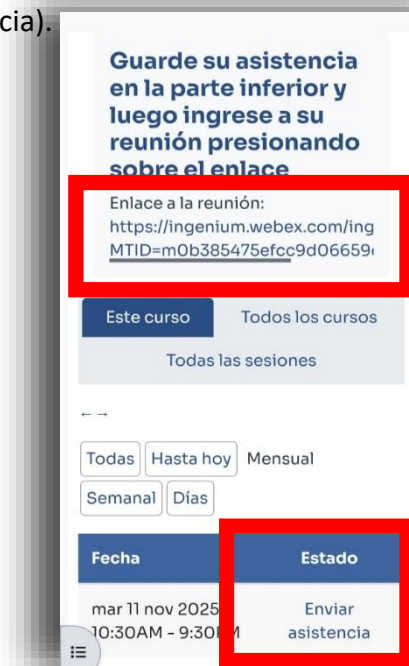 cia).
Guarde su asistencia
en la parte inferior y
luego ingrese a su
reunión presionando
sobre el enlace
Enlace a la reunión:
https://ingenium.webex.com/ing
MTID=m0b385475efcc9d06659
Este curso Todos los cursos
Todas las sesiones
←→
Todas Hasta hoy Mensual
Semanal Días
Fecha Estado
mar 11 nov 2025 Enviar
10:30AM - 9:30PM asistencia